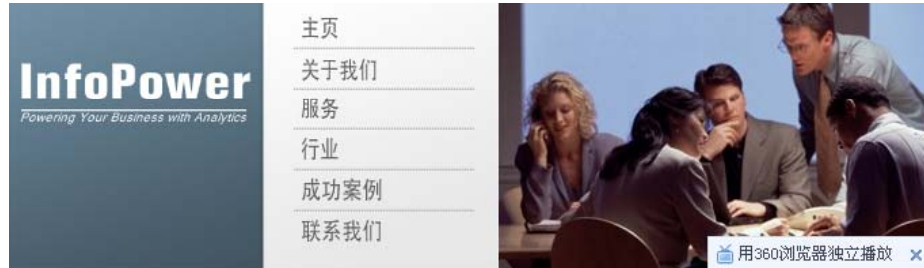 InfoPower
Powering Your Business with Analytics
主页
关于我们
服务
行业
成功案例
联系我们
用360浏览器独立播放